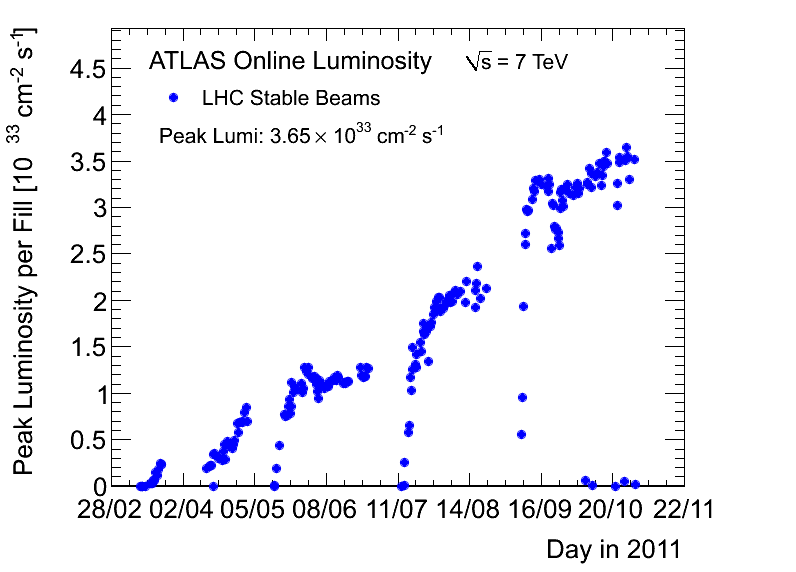 Peak Luminosity per Fill [10³³ cm⁻² s⁻¹]
ATLAS Online Luminosity √s = 7 TeV
LHC Stable Beams
Peak Lumi: 3.65 × 10³³ cm⁻² s⁻¹
4.5
4
3.5
3
2.5
2
1.5
1
0.5
0
28/02 02/04 05/05 08/06 11/07 14/08 16/09 20/10 22/11
Day in 2011